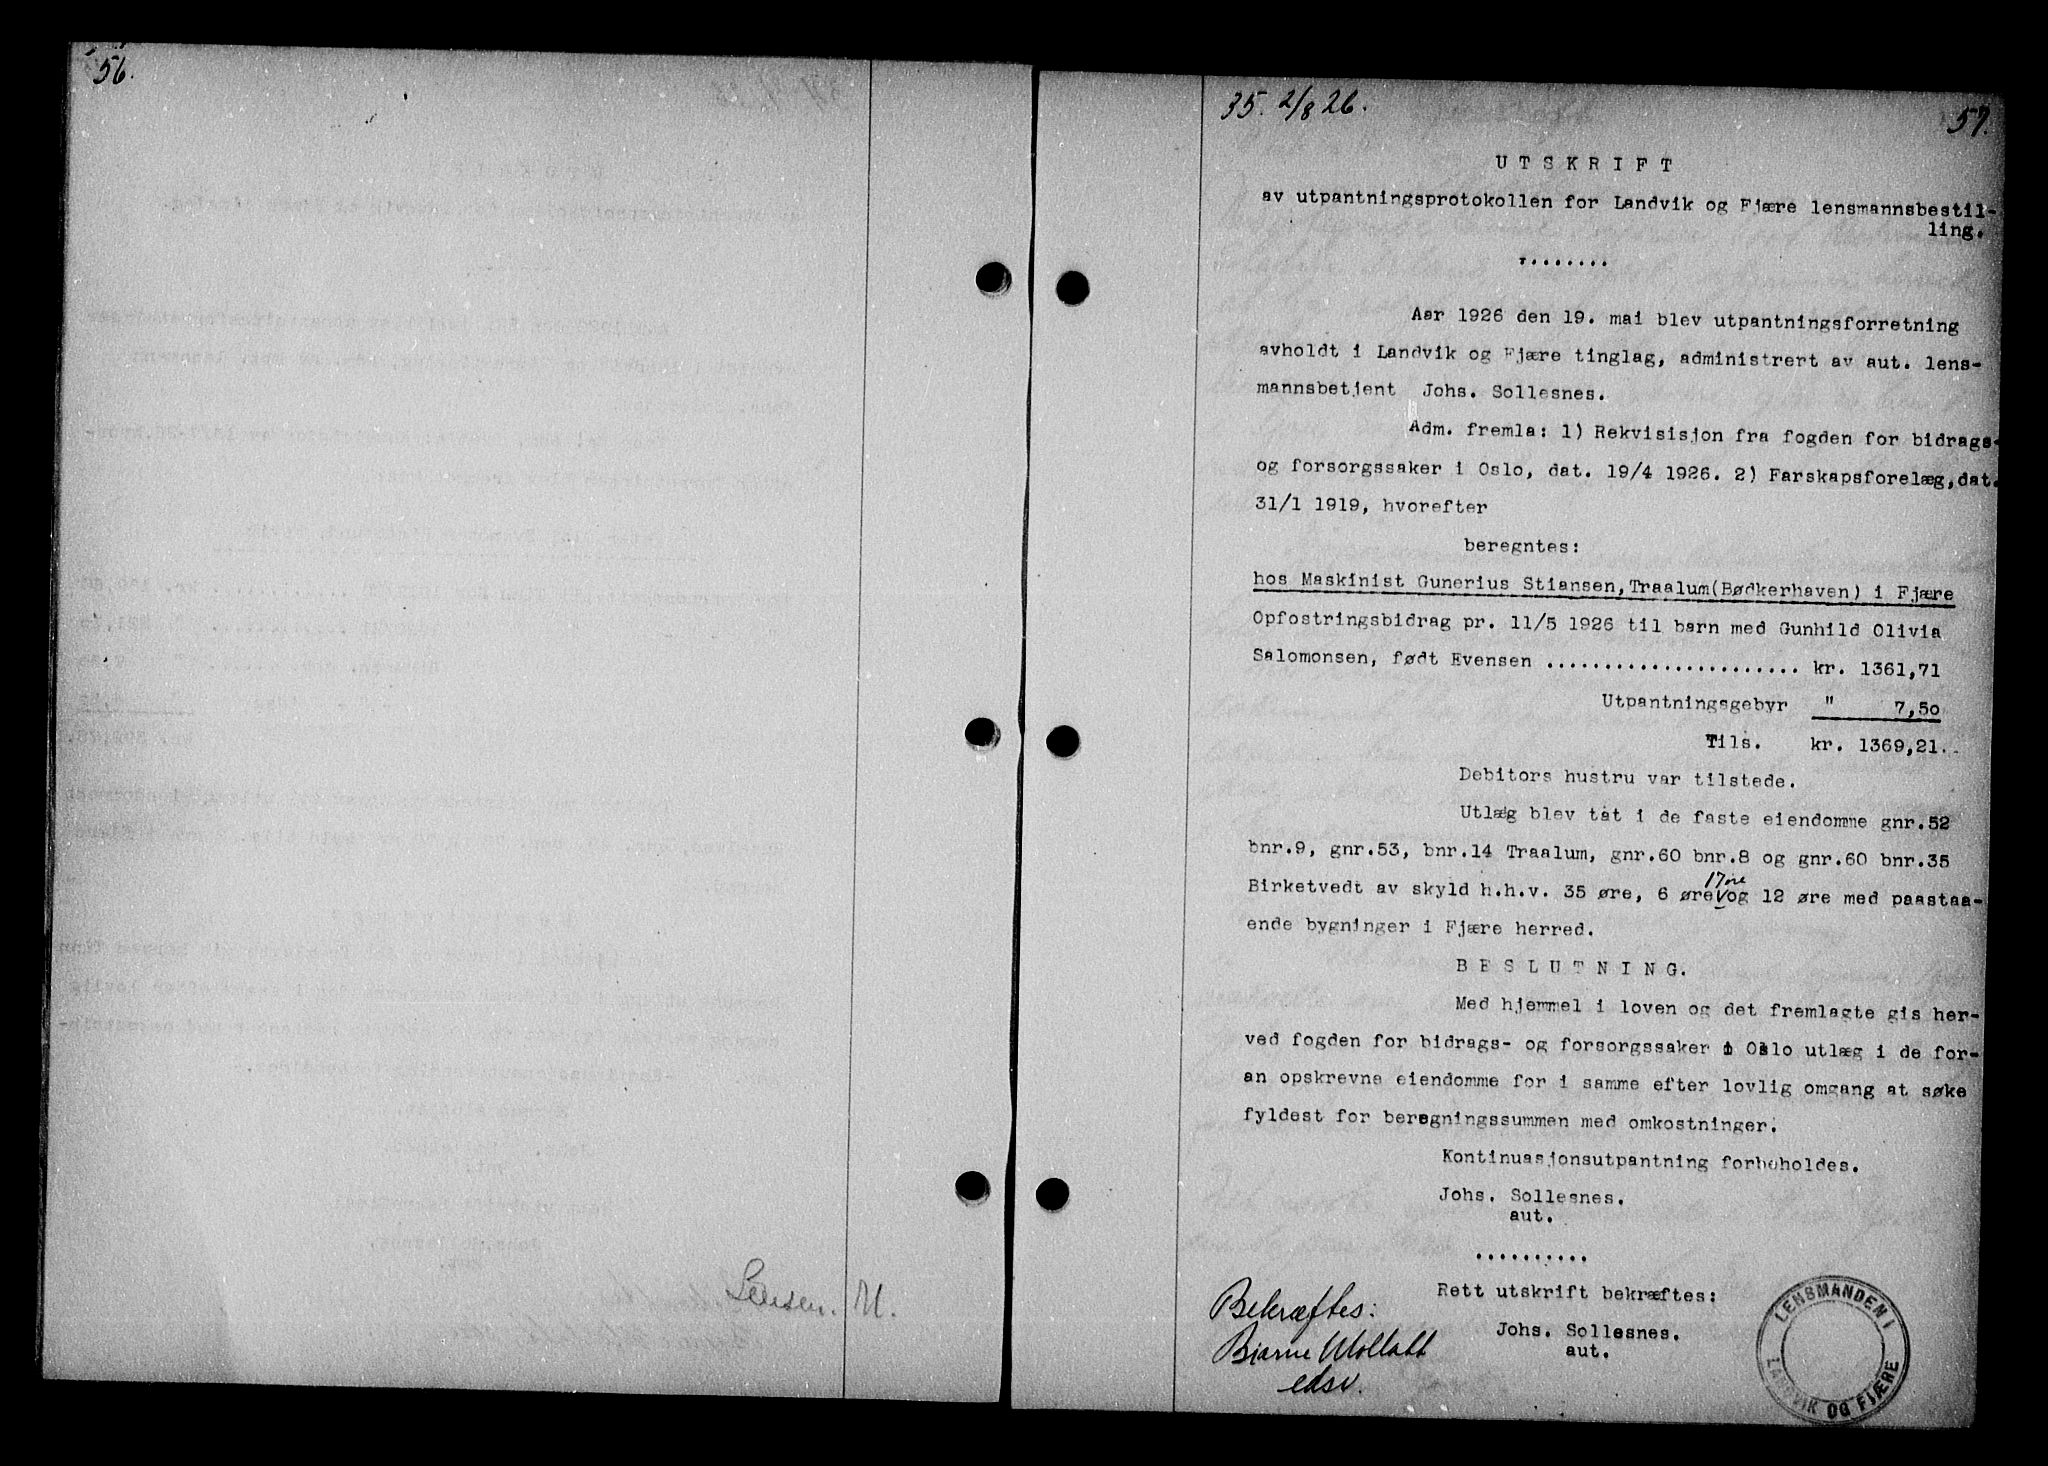 56.
Lensm. M.
35. 2/8 26.
57.
UTSKRIFT
av utpantningsprotokollen for Landvik og Fjære lensmannsbestil-
ling.
........
Aar 1926 den 19. mai blev utpantningsforretning
avholdt i Landvik og Fjære tinglag, administrert av aut. lens-
mannsbetjent Johs. Sollesnes.
Adm. fremla: 1) Rekvisisjon fra fogden for bidrags-
og forsorgssaker i Oslo, dat. 19/4 1926. 2) Farskapsforelæg, dat.
31/1 1919, hvorefter
beregntes:
hos Maskinist Gunerius Stiansen, Traalum (Bødkerhaven) i Fjære
Opfostringsbidrag pr. 11/5 1926 til barn med Gunhild Olivia
Salomonsen, født Evensen ...................... kr. 1361,71
Utpantningsgebyr " 7,50
Tils. kr. 1369,21.
Debitors hustru var tilstede.
Utlæg blev tat i de faste eiendomme gnr.52
bnr.9, gnr.53, bnr.14 Traalum, gnr.60 bnr.8 og gnr.60 bnr.35
17 øre
Birketvedt av skyld h.h.v. 35 øre, 6 øre V og 12 øre med paastaa-
ende bygninger i Fjære herred.
BESLUTNING.
Med hjemmel i loven og det fremlagte gis her-
ved fogden for bidrags- og forsorgssaker i Oslo utlæg i de for-
an opskrevne eiendomme for i samme efter lovlig omgang at søke
fyldest for beregningssummen med omkostninger.
Kontinuasjonsutpantning forbeholdes.
Johs. Sollesnes.
aut.
..........
Rett utskrift bekræftes:
Johs. Sollesnes.
aut.
Bekræftes:
Bjarne Mollatt
edsv.
LENSMANDEN I
LANDVIK OG FJÆRE